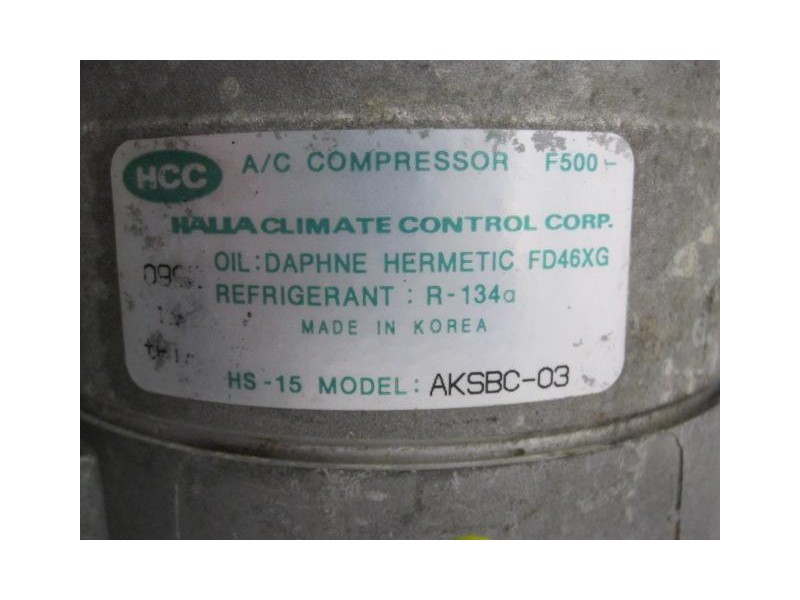 HCC A/C COMPRESSOR F500-
HALLA CLIMATE CONTROL CORP.
OIL: DAPHNE HERMETIC FD46XG
REFRIGERANT: R-134a
MADE IN KOREA
HS-15 MODEL: AKSBC-03